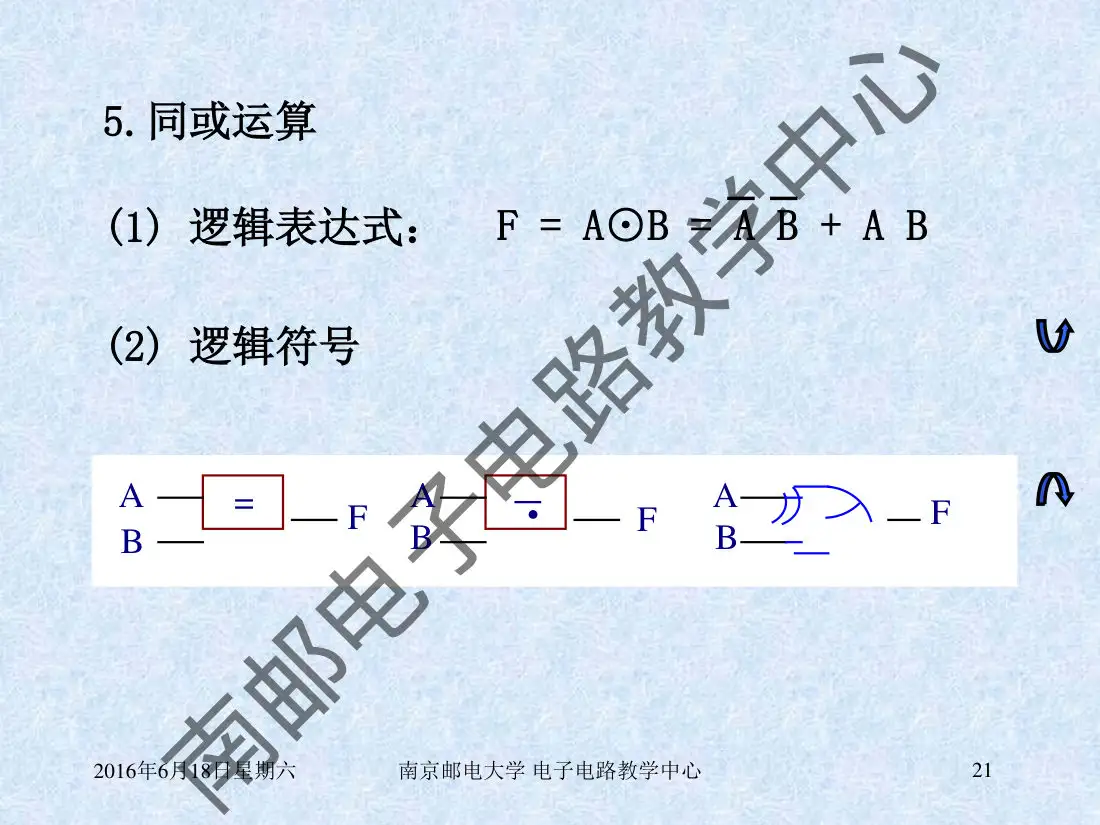 5.同或运算
(1) 逻辑表达式： F = A⊙B = A̅ B̅ + A B
(2) 逻辑符号
A = A — • A
F F F
B B B
南邮电子电路教学中心
2016年6月18日星期六 南京邮电大学 电子电路教学中心 21